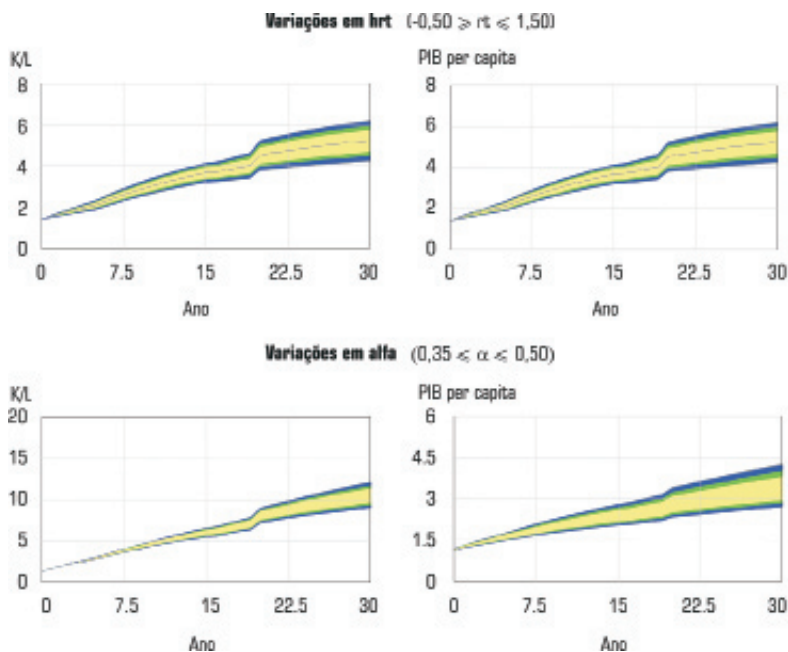 Variações em hrt (-0,50 ⩾ rt ⩽ 1,50)
K/L PIB per capita
8 8
6 6
4 4
2 2
0 0
0 7.5 15 22.5 30 0 7.5 15 22.5 30
Ano Ano
Variações em alfa (0,35 ⩽ α ⩽ 0,50)
K/L PIB per capita
20 6
15 4.5
10 3
5 1.5
0 0
0 7.5 15 22.5 30 0 7.5 15 22.5 30
Ano Ano